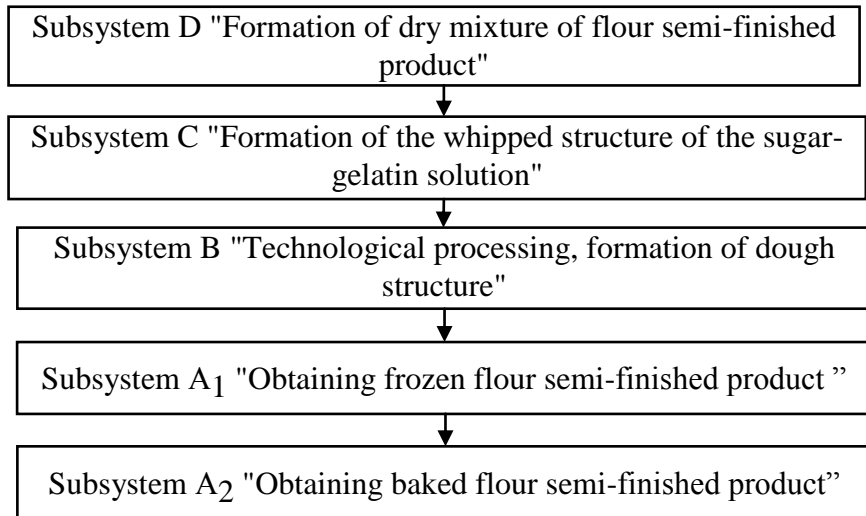 Subsystem D "Formation of dry mixture of flour semi-finished
product"
Subsystem C "Formation of the whipped structure of the sugar-
gelatin solution"
Subsystem B "Technological processing, formation of dough
structure"
Subsystem A1 "Obtaining frozen flour semi-finished product ”
Subsystem A2 "Obtaining baked flour semi-finished product”